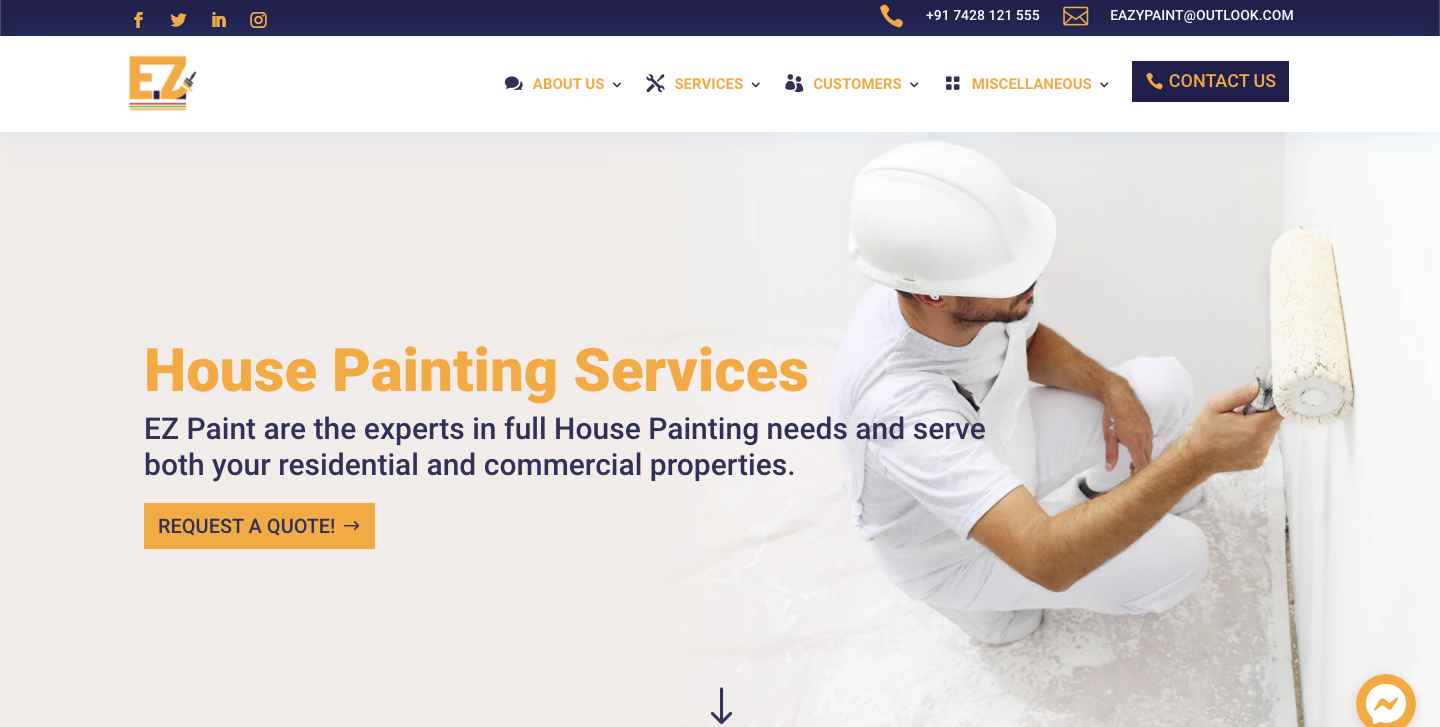 +91 7428 121 555 EAZYPAINT@OUTLOOK.COM
EZ
ABOUT US SERVICES CUSTOMERS MISCELLANEOUS CONTACT US
House Painting Services
EZ Paint are the experts in full House Painting needs and serve
both your residential and commercial properties.
REQUEST A QUOTE!